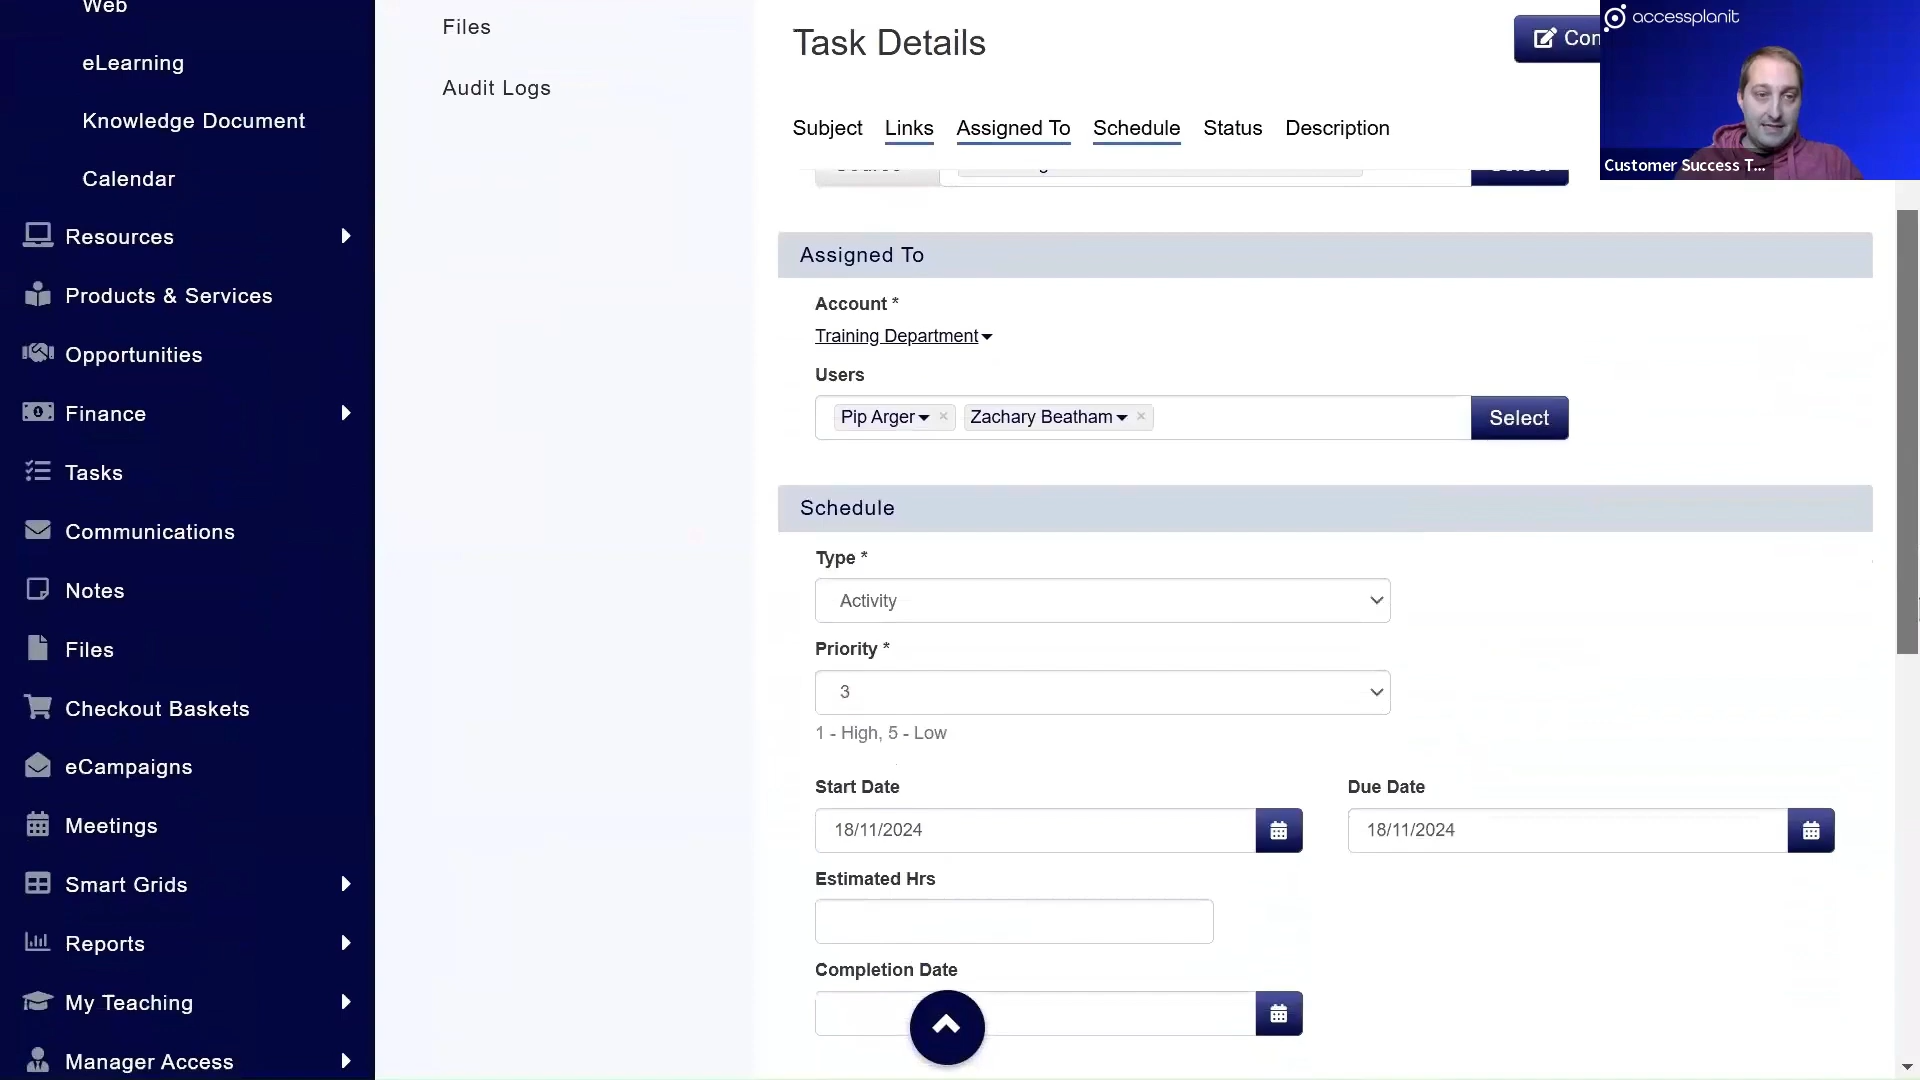 Web
eLearning
Knowledge Document
Calendar
Resources
Products & Services
Opportunities
Finance
Tasks
Communications
Notes
Files
Checkout Baskets
eCampaigns
Meetings
Smart Grids
Reports
My Teaching
Manager Access
Files
Audit Logs
Task Details
Con
accessplanit
Customer Success T...
Subject Links Assigned To Schedule Status Description
Assigned To
Account *
Training Department
Users
Pip Arger × Zachary Beatham × Select
Schedule
Type *
Activity
Priority *
3
1 - High, 5 - Low
Start Date Due Date
18/11/2024 18/11/2024
Estimated Hrs
Completion Date